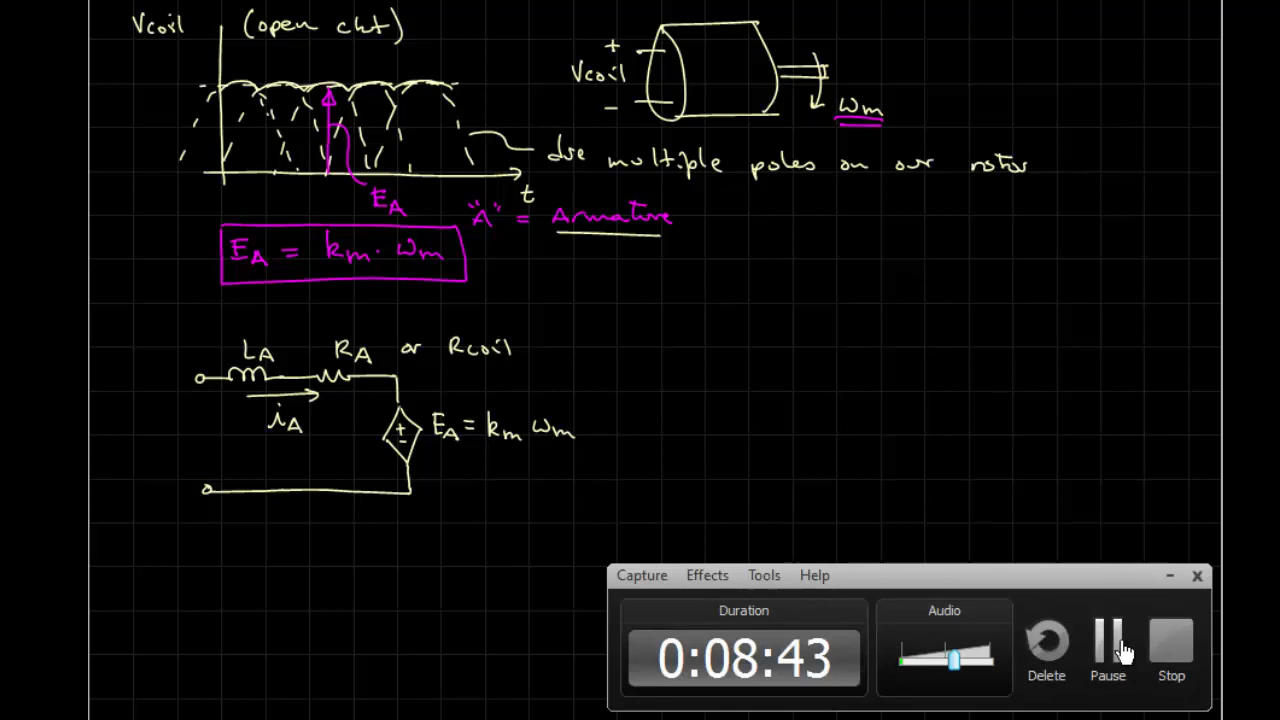 Vcoil (open ckt)
+
Vcoil
-
ωm
due multiple poles on our rotor
t
EA
"A" = Armature
EA = km · ωm
LA RA or Rcoil
iA
+
-
EA = km ωm
Capture Effects Tools Help
Duration
Audio
0:08:43
Delete Pause Stop